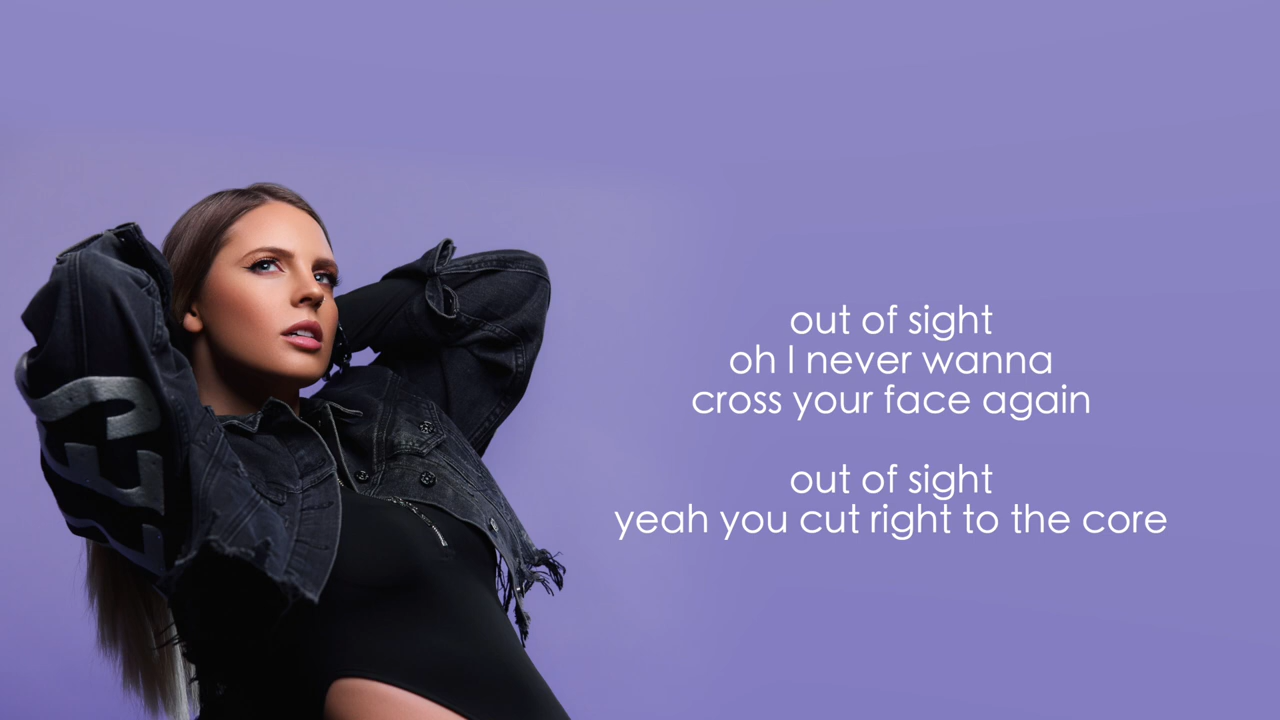 out of sight
oh I never wanna
cross your face again
out of sight
yeah you cut right to the core